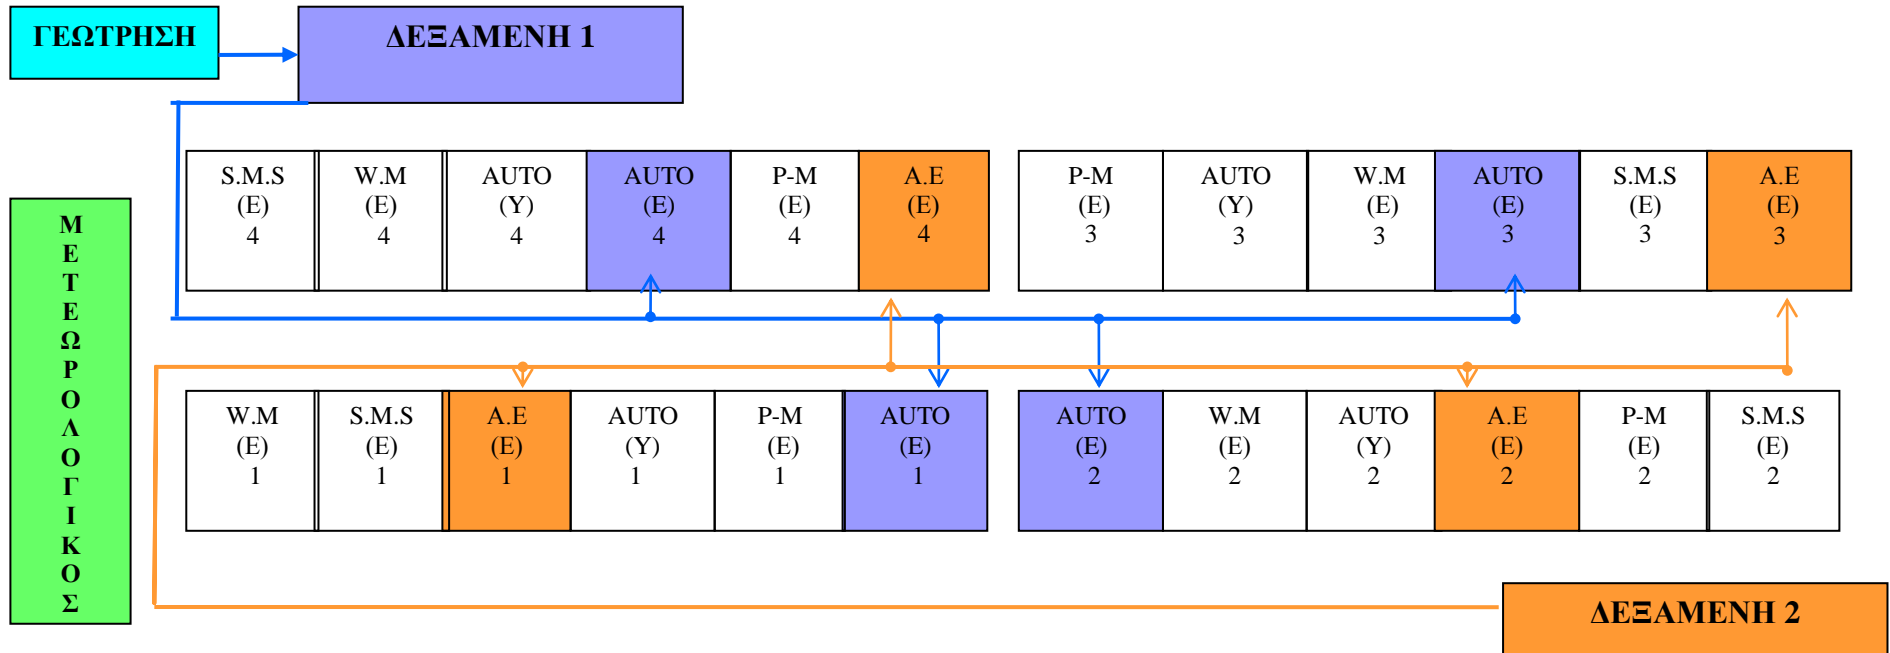 ΓΕΩΤΡΗΣΗ
ΔΕΞΑΜΕΝΗ 1
S.M.S
(E)
4
W.M
(E)
4
AUTO
(Y)
4
AUTO
(E)
4
P-M
(E)
4
A.E
(E)
4
P-M
(E)
3
AUTO
(Y)
3
W.M
(E)
3
AUTO
(E)
3
S.M.S
(E)
3
A.E
(E)
3
Μ
Ε
Τ
Ε
Ω
Ρ
Ο
Λ
Ο
Γ
Ι
Κ
Ο
Σ
W.M
(E)
1
S.M.S
(E)
1
A.E
(E)
1
AUTO
(Y)
1
P-M
(E)
1
AUTO
(E)
1
AUTO
(E)
2
W.M
(E)
2
AUTO
(Y)
2
A.E
(E)
2
P-M
(E)
2
S.M.S
(E)
2
ΔΕΞΑΜΕΝΗ 2